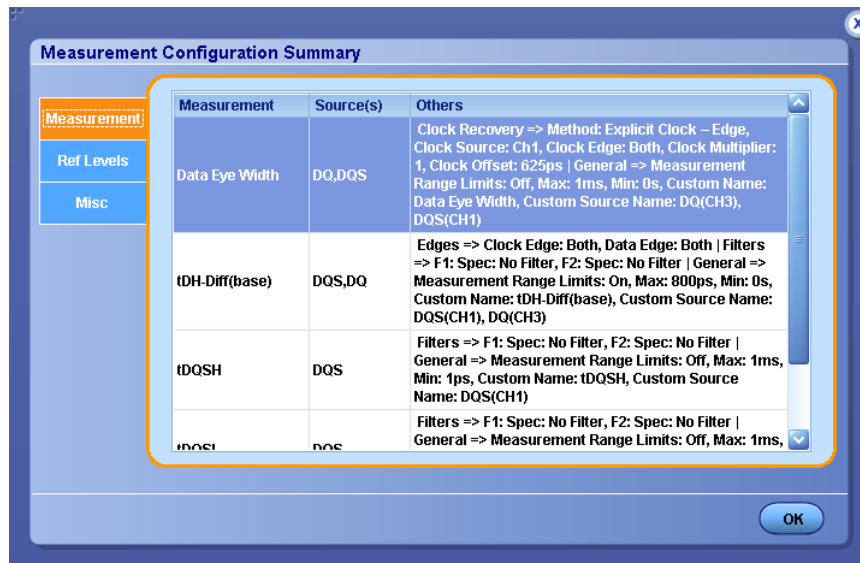 Measurement Configuration Summary
Measurement
Ref Levels
Misc
Measurement Source(s) Others
Data Eye Width
DQ,DQS
Clock Recovery => Method: Explicit Clock – Edge,
Clock Source: Ch1, Clock Edge: Both, Clock Multiplier:
1, Clock Offset: 625ps | General => Measurement
Range Limits: Off, Max: 1ms, Min: 0s, Custom Name:
Data Eye Width, Custom Source Name: DQ(CH3),
DQS(CH1)
tDH-Diff(base)
DQS,DQ
Edges => Clock Edge: Both, Data Edge: Both | Filters
=> F1: Spec: No Filter, F2: Spec: No Filter | General =>
Measurement Range Limits: On, Max: 800ps, Min: 0s,
Custom Name: tDH-Diff(base), Custom Source Name:
DQS(CH1), DQ(CH3)
tDQSH
DQS
Filters => F1: Spec: No Filter, F2: Spec: No Filter |
General => Measurement Range Limits: Off, Max: 1ms,
Min: 1ps, Custom Name: tDQSH, Custom Source
Name: DQS(CH1)
tDQSL
DQS
Filters => F1: Spec: No Filter, F2: Spec: No Filter |
General => Measurement Range Limits: Off, Max: 1ms,
OK